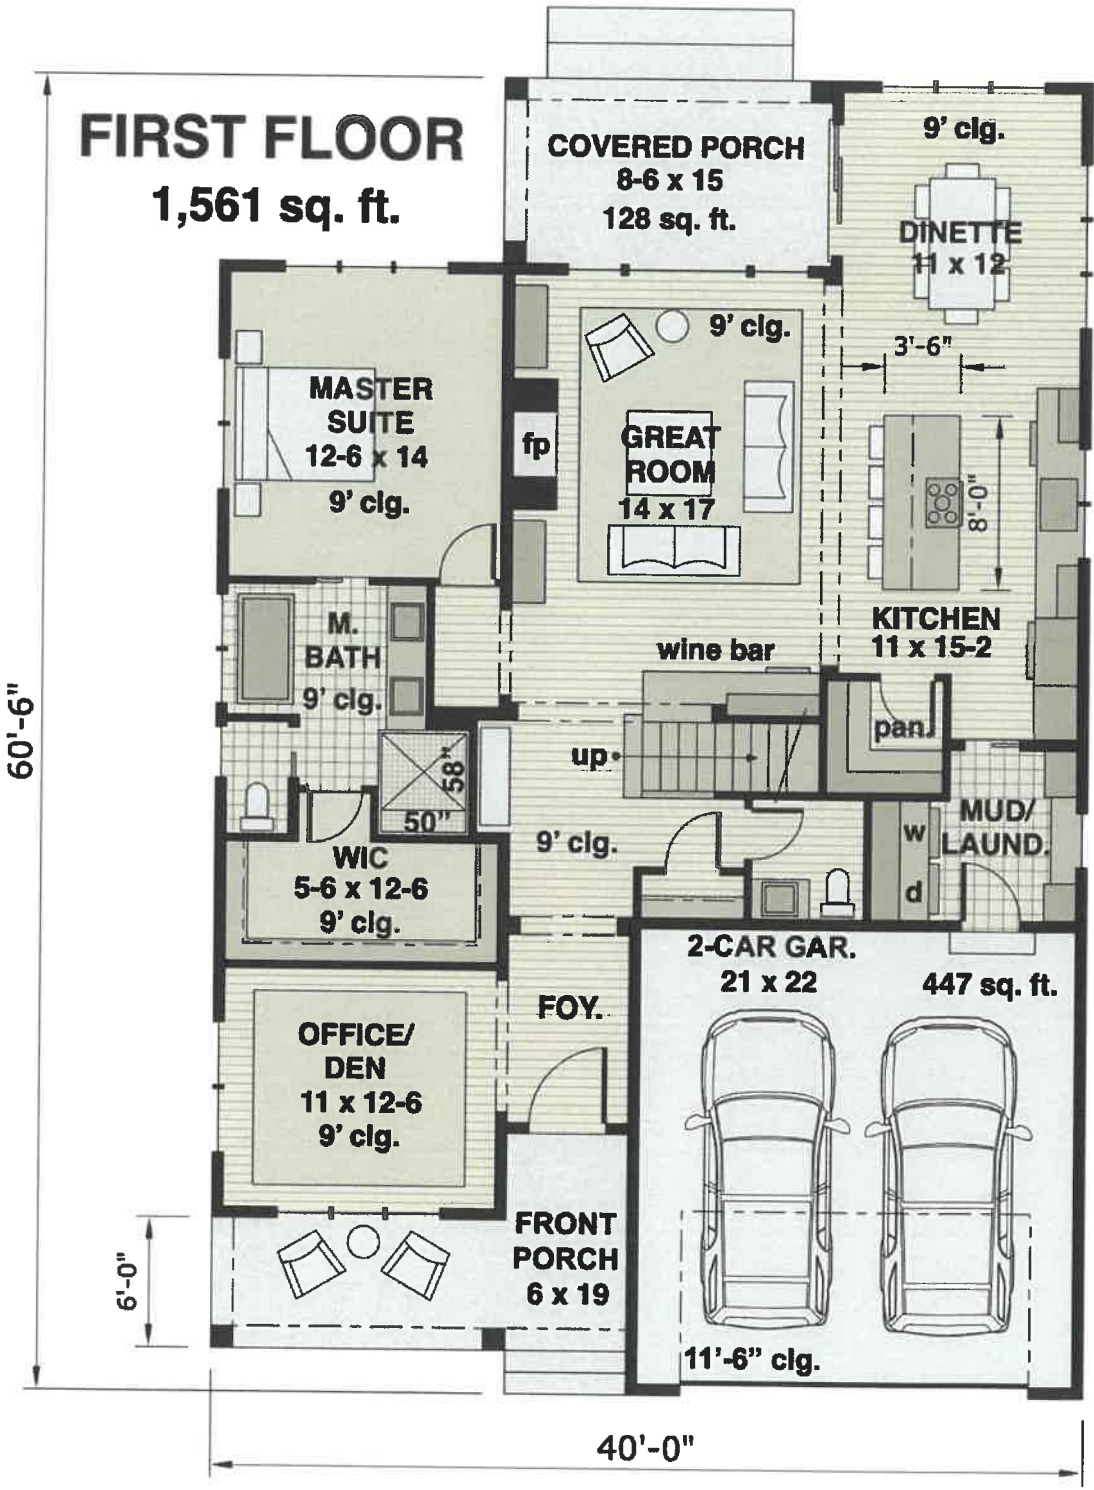 FIRST FLOOR
1,561 sq. ft.
COVERED PORCH
8-6 x 15
128 sq. ft.
9' clg.
DINETTE
11 x 12
9' clg.
3'-6"
MASTER
SUITE
12-6 x 14
9' clg.
fp
GREAT
ROOM
14 x 17
8'-0"
KITCHEN
11 x 15-2
M.
BATH
9' clg.
wine bar
60'-6"
pan.
up
58"
50"
9' clg.
MUD/
LAUND.
w
d
WIC
5-6 x 12-6
9' clg.
2-CAR GAR.
21 x 22
447 sq. ft.
FOY.
OFFICE/
DEN
11 x 12-6
9' clg.
FRONT
PORCH
6 x 19
6'-0"
11'-6" clg.
40'-0"